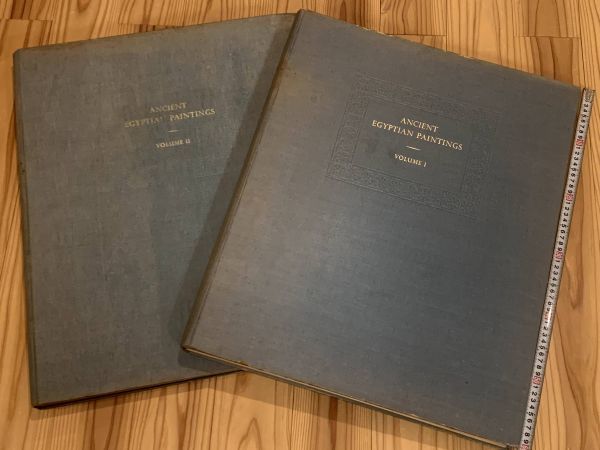 ANCIENT
EGYPTIAN PAINTINGS
VOLUME II
ANCIENT
EGYPTIAN PAINTINGS
VOLUME I